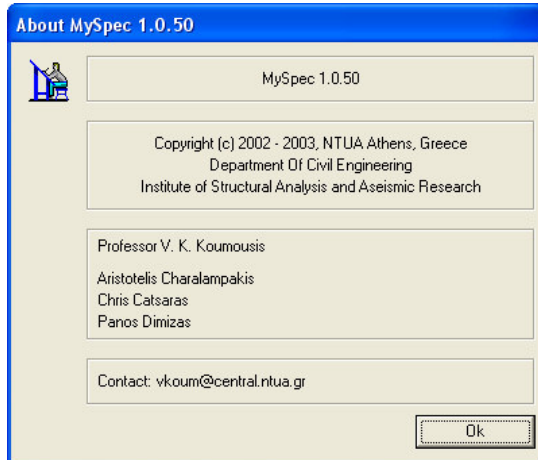 About MySpec 1.0.50
MySpec 1.0.50
Copyright (c) 2002 - 2003, NTUA Athens, Greece
Department Of Civil Engineering
Institute of Structural Analysis and Aseismic Research
Professor V. K. Koumousis
Aristotelis Charalampakis
Chris Catsaras
Panos Dimizas
Contact: vkoum@central.ntua.gr
Ok